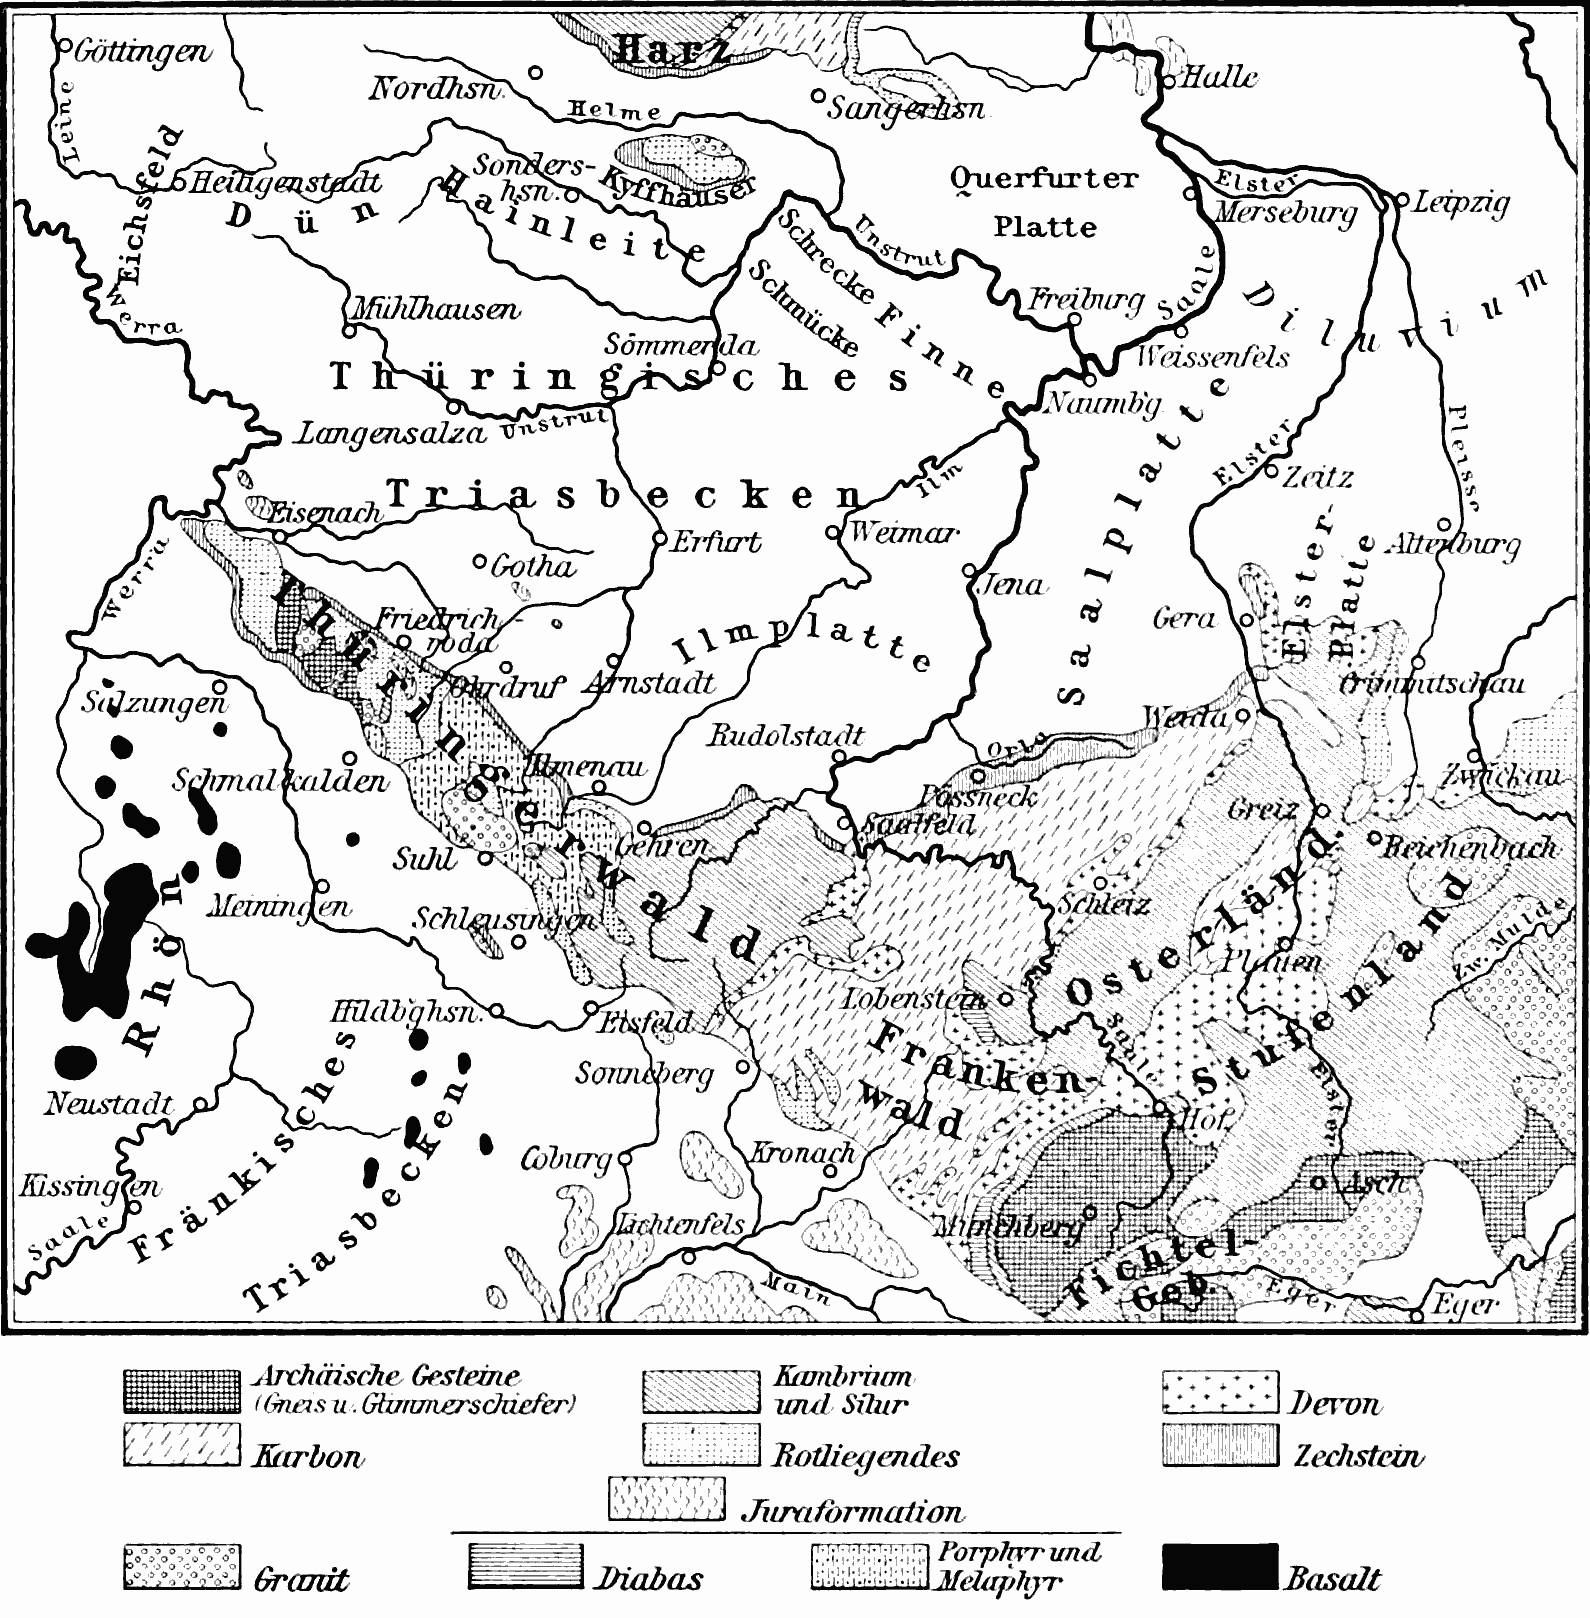 Harz
Göttingen
Nordhsn.
Halle
Leine
Helme
Sangerhsn.
Eichsfeld
Heiligenstadt
Sonders-
hsn.
Kyffhäuser
Querfurter
Platte
Elster
Merseburg
Leipzig
Dün
Hainleite
Schrecke
Schmücke
Finne
Unstrut
Saale
Werra
Mühlhausen
Freiburg
Weissenfels
Diluvium
Sömmerda
Thüringisches
Naumb'g
Langensalza
Unstrut
Saalplatte
Elster
Zeitz
Pleisse
Triasbecken
Ilm
Eisenach
Erfurt
Weimar
Altenburg
Gotha
Jena
Werra
Elster-
Platte
Thüringerwald
Friedrich-
roda
Ilmplatte
Gera
Ohrdruf
Arnstadt
Crimmitschau
Salzungen
Rudolstadt
Orla
Weida
Schmalkalden
Ilmenau
Pössneck
Zwickau
Gehren
Saalfeld
Greiz
Reichenbach
Suhl
Rhön
Meiningen
Schleusingen
Schleiz
Osterländ.
Stufenland
Plauen
Zw. Mulde
Hildbghsn.
Eisfeld
Lobenstein
Franken-
wald
Saale
Elster
Sonneberg
Neustadt
Hof
Fränkisches
Triasbecken
Coburg
Kronach
Kissingen
Saale
Lichtenfels
Münchberg
Asch
Fichtel-
Geb.
Main
Eger
Eger
Archäische Gesteine
(Gneis u. Glimmerschiefer)
Kambrium
und Silur
Devon
Karbon
Rotliegendes
Zechstein
Juraformation
Granit
Diabas
Porphyr und
Melaphyr
Basalt